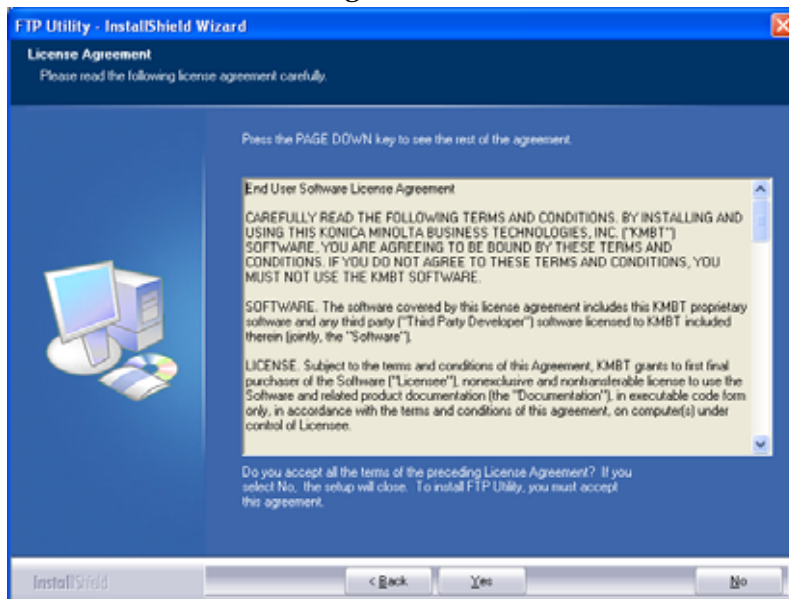 FTP Utility - InstallShield Wizard
License Agreement
Please read the following license agreement carefully.
Press the PAGE DOWN key to see the rest of the agreement.
End User Software License Agreement
CAREFULLY READ THE FOLLOWING TERMS AND CONDITIONS. BY INSTALLING AND
USING THIS KONICA MINOLTA BUSINESS TECHNOLOGIES, INC. ("KMBT")
SOFTWARE, YOU ARE AGREEING TO BE BOUND BY THESE TERMS AND
CONDITIONS. IF YOU DO NOT AGREE TO THESE TERMS AND CONDITIONS, YOU
MUST NOT USE THE KMBT SOFTWARE.
SOFTWARE. The software covered by this license agreement includes this KMBT proprietary
software and any third party ("Third Party Developer") software licensed to KMBT included
therein (jointly, the "Software").
LICENSE. Subject to the terms and conditions of this Agreement, KMBT grants to first final
purchaser of the Software ("Licensee"), nonexclusive and nontransferable license to use the
Software and related product documentation (the "Documentation"), in executable code form
only, in accordance with the terms and conditions of this agreement, on computer(s) under
control of Licensee.
Do you accept all the terms of the preceding License Agreement? If you
select No, the setup will close. To install FTP Utility, you must accept
this agreement.
InstallShield
< Back
Yes
No